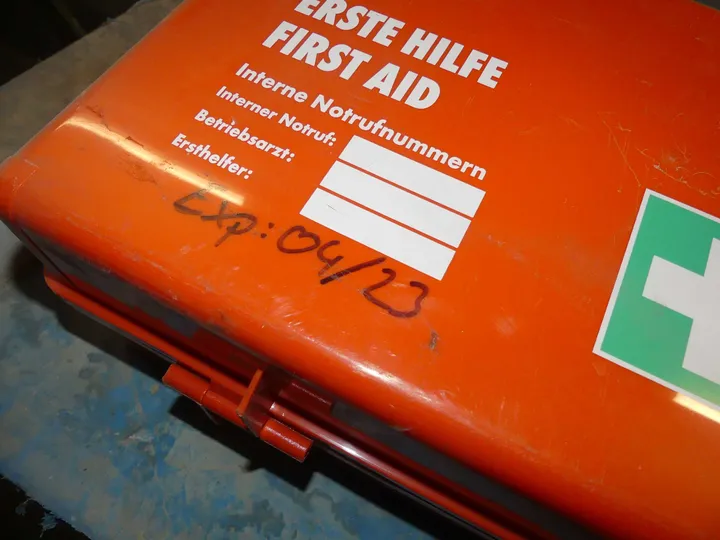 ERSTE HILFE
FIRST AID
Interne Notrufnummern
Interner Notruf:
Betriebsarzt:
Ersthelfer:
Exp: 04/23